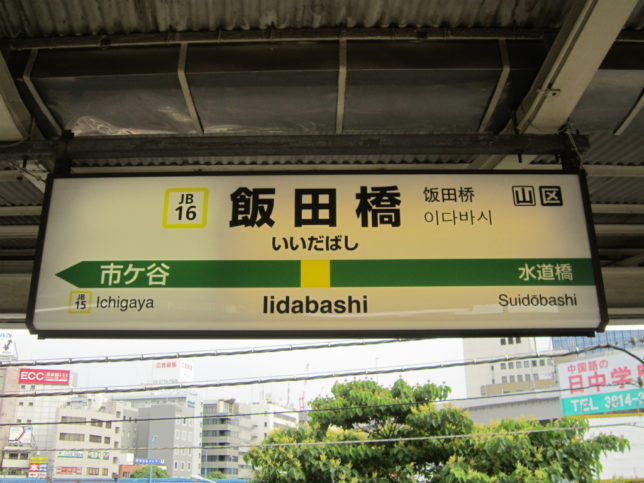 JB
16
飯田橋
いいだばし
饭田桥
이다바시
山区
市ケ谷
水道橋
JB
15
Ichigaya
Iidabashi
Suidōbashi
ECC
中国語の
日中学
TEL 3814-3